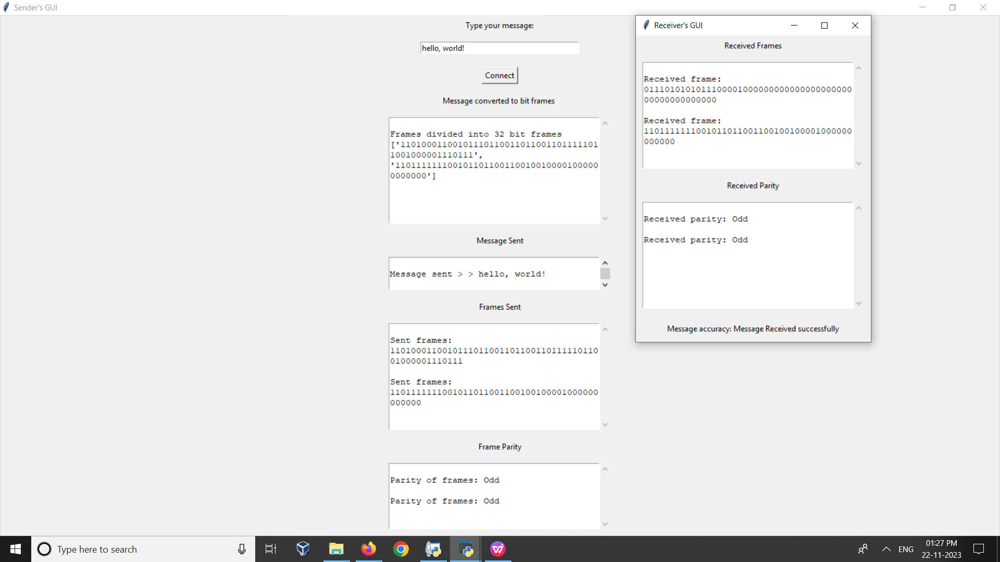 Sender's GUI
Type your message:
hello, world!
Connect
Message converted to bit frames
Frames divided into 32 bit frames
['11010001100101110110011011001101111101
1001000001110111',
'110111111100101101100110010010000100000
0000000']
Message Sent
Message sent > > hello, world!
Frames Sent
Sent frames:
1101000110010111011001101100110111110110
01000001110111
Sent frames:
1101111111001011011001100100100001000000
000000
Frame Parity
Parity of frames: Odd
Parity of frames: Odd
Receiver's GUI
Received Frames
Received frame:
0111010101011100001000000000000000000000
00000000000000
Received frame:
1101111111001011011001100100100001000000
000000
Received Parity
Received parity: Odd
Received parity: Odd
Message accuracy: Message Received successfully
Type here to search
ENG
01:27 PM
22-11-2023